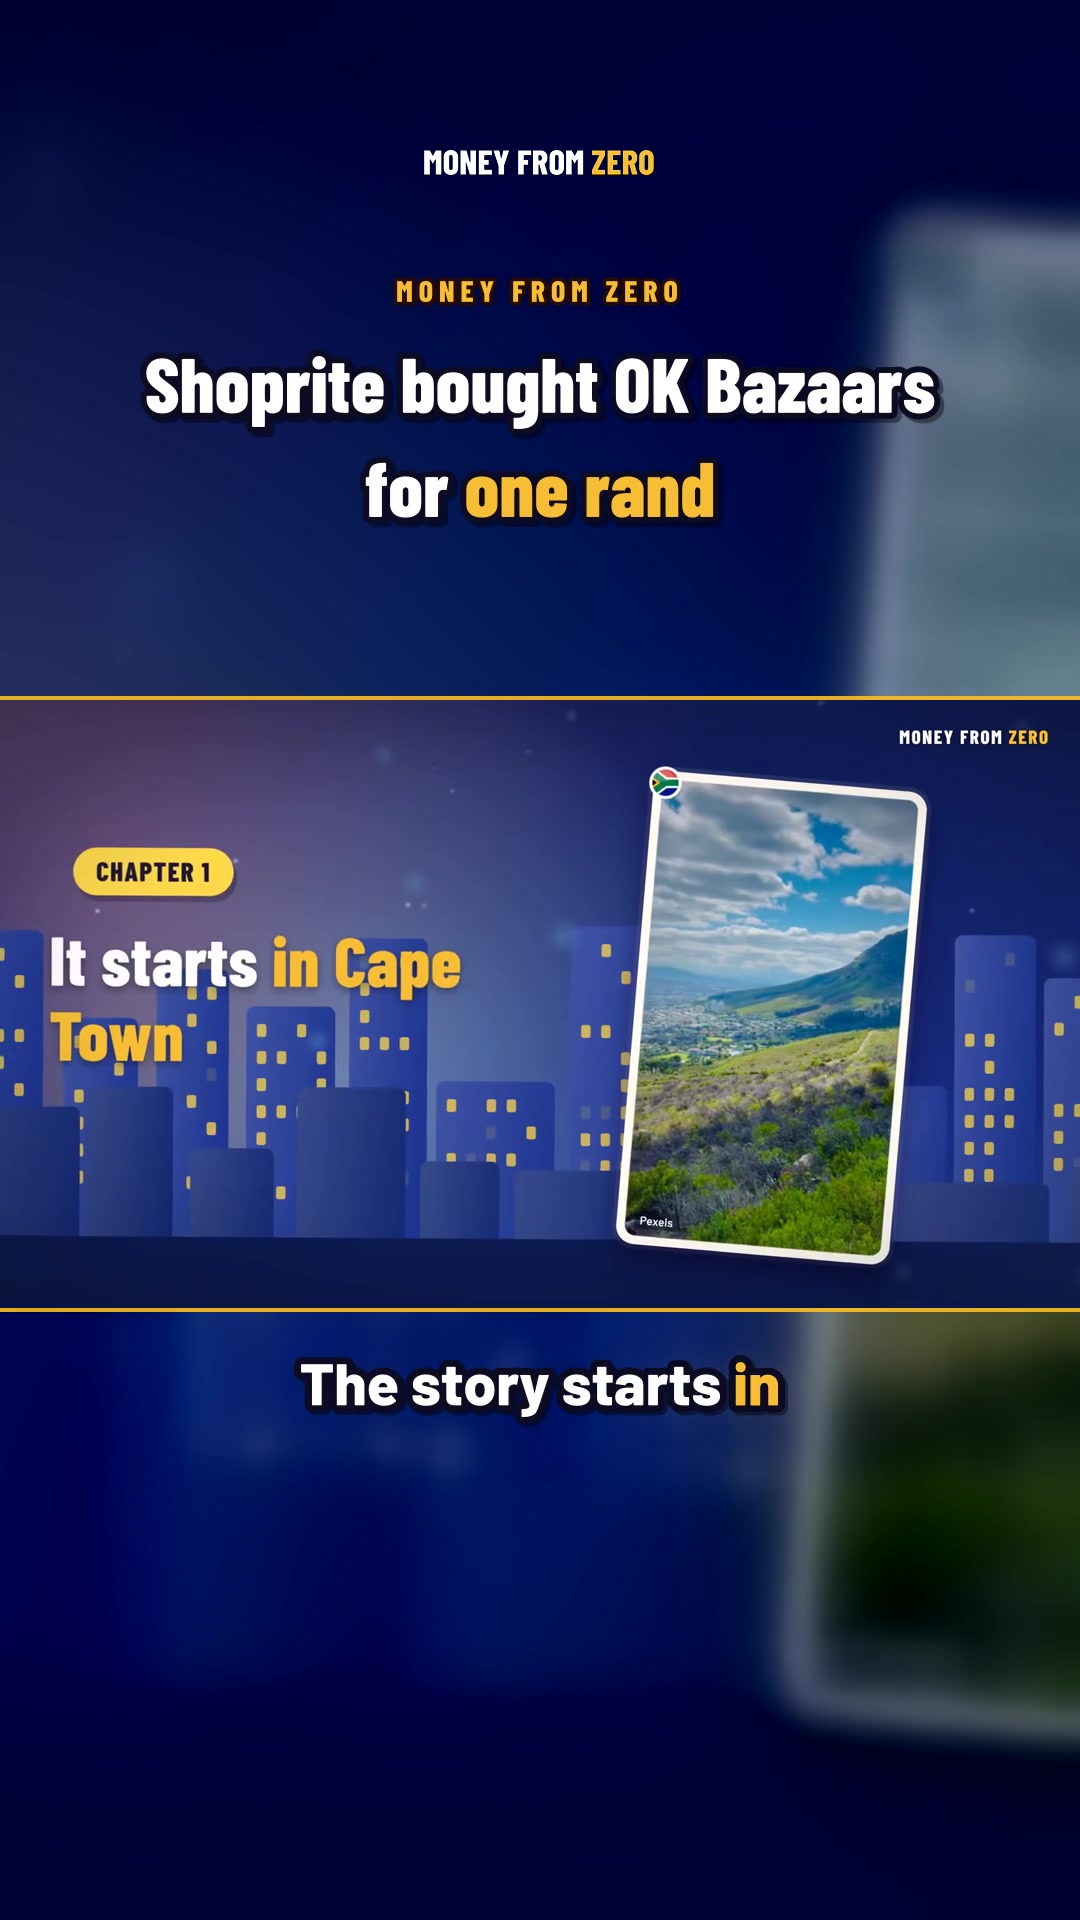 MONEY FROM ZERO
MONEY FROM ZERO
Shoprite bought OK Bazaars
for one rand
MONEY FROM ZERO
CHAPTER 1
It starts in Cape
Town
Pexels
The story starts in